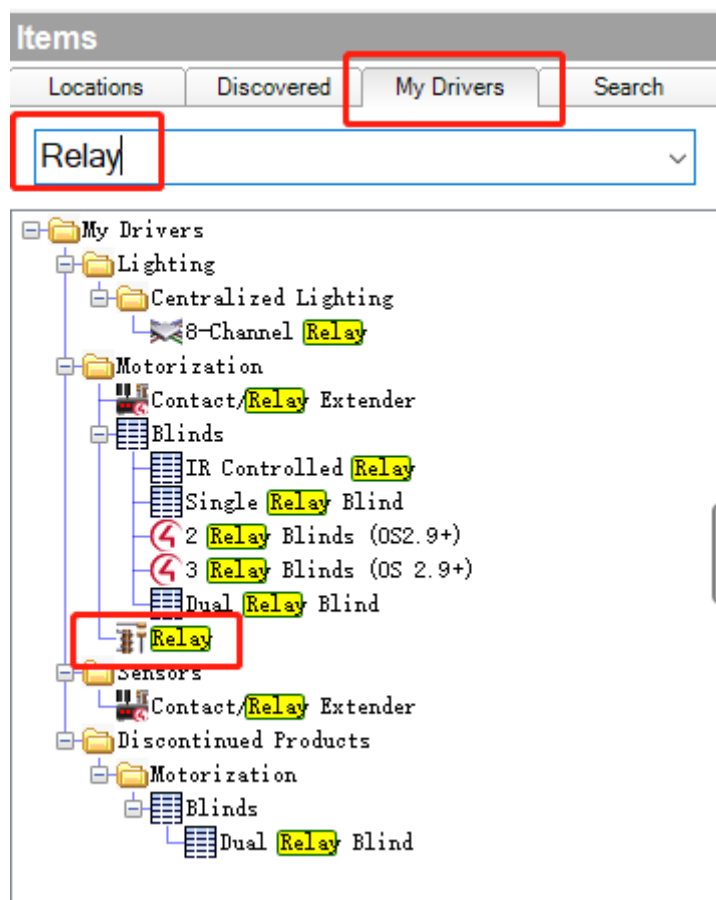 Items
Locations Discovered My Drivers Search
Relay
My Drivers
Lighting
Centralized Lighting
8-Channel Relay
Motorization
Contact/Relay Extender
Blinds
IR Controlled Relay
Single Relay Blind
2 Relay Blinds (OS2.9+)
3 Relay Blinds (OS 2.9+)
Dual Relay Blind
Relay
Sensors
Contact/Relay Extender
Discontinued Products
Motorization
Blinds
Dual Relay Blind